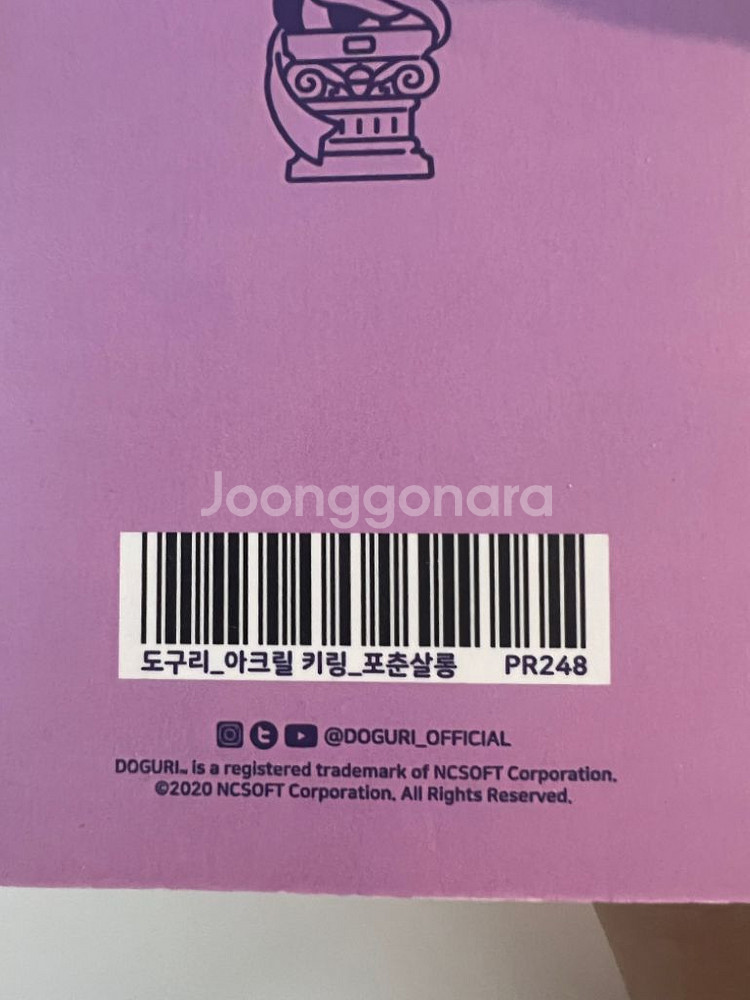 Joonggonara
도구리_아크릴 키링_포춘살롱 PR248
@DOGURI_OFFICIAL
DOGURI™ is a registered trademark of NCSOFT Corporation.
©2020 NCSOFT Corporation. All Rights Reserved.